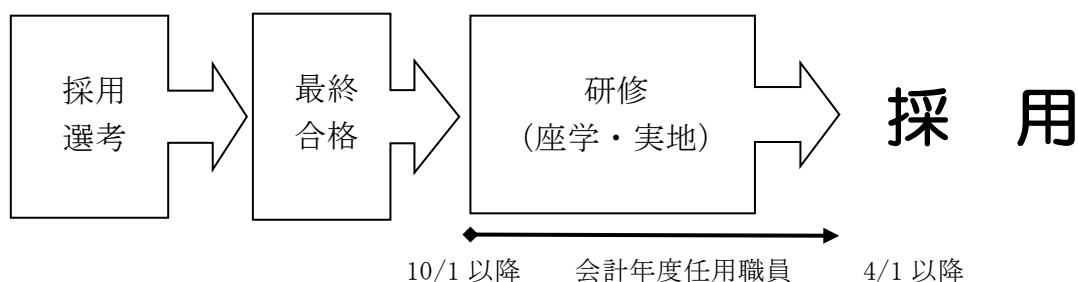 採用
選考
最終
合格
研修
(座学・実地)
採　用
10/1 以降　会計年度任用職員　4/1 以降